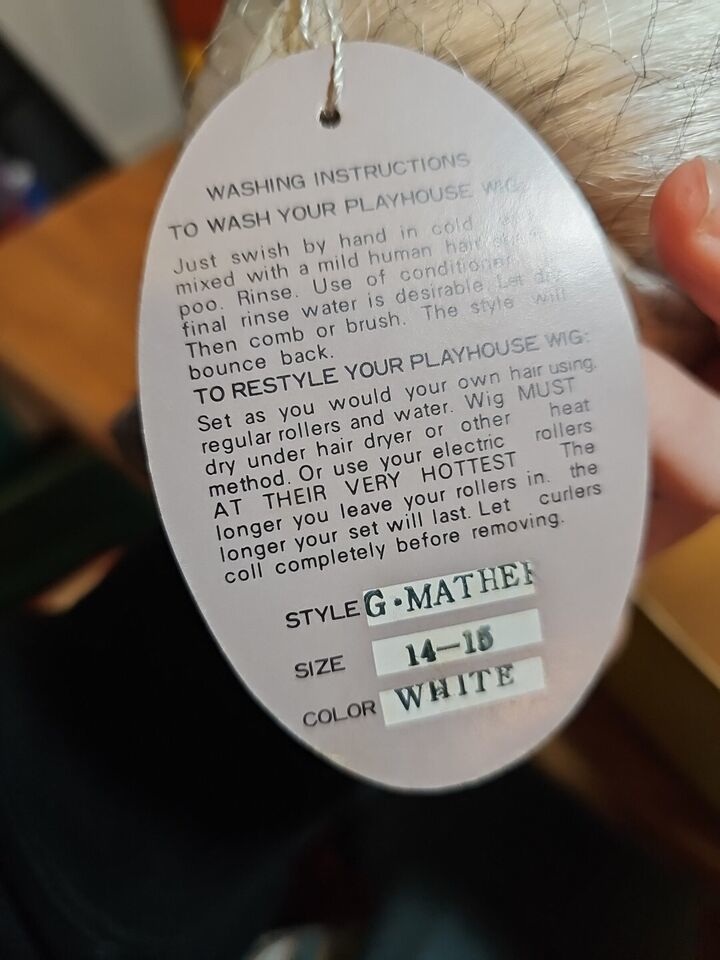 WASHING INSTRUCTIONS
TO WASH YOUR PLAYHOUSE WIG
Just swish by hand in cold
mixed with a mild human hair
poo. Rinse. Use of conditioner
final rinse water is desirable. Let dry
Then comb or brush. The style will
bounce back.
TO RESTYLE YOUR PLAYHOUSE WIG:
Set as you would your own hair using
regular rollers and water. Wig MUST
dry under hair dryer or other heat
method. Or use your electric rollers
AT THEIR VERY HOTTEST The
longer you leave your rollers in. the
longer your set will last. Let curlers
coll completely before removing.
STYLE G·MATHER
SIZE 14-15
COLOR WHITE